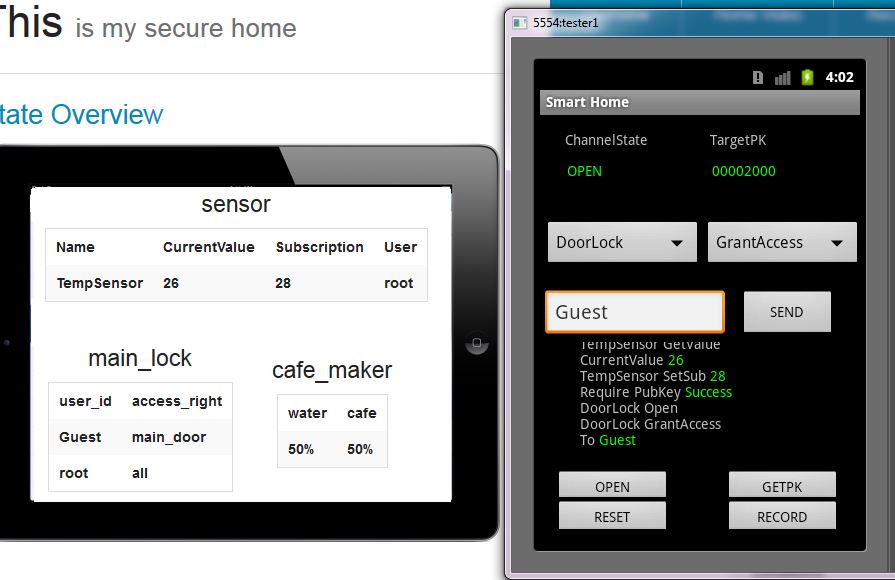 This is my secure home
tate Overview
sensor
Name CurrentValue Subscription User
TempSensor 26 28 root
main_lock
user_id access_right
Guest main_door
root all
cafe_maker
water cafe
50% 50%
5554:tester1
4:02
Smart Home
ChannelState TargetPK
OPEN 00002000
DoorLock GrantAccess
Guest SEND
TempSensor GetValue
CurrentValue 26
TempSensor SetSub 28
Require PubKey Success
DoorLock Open
DoorLock GrantAccess
To Guest
OPEN GETPK
RESET RECORD